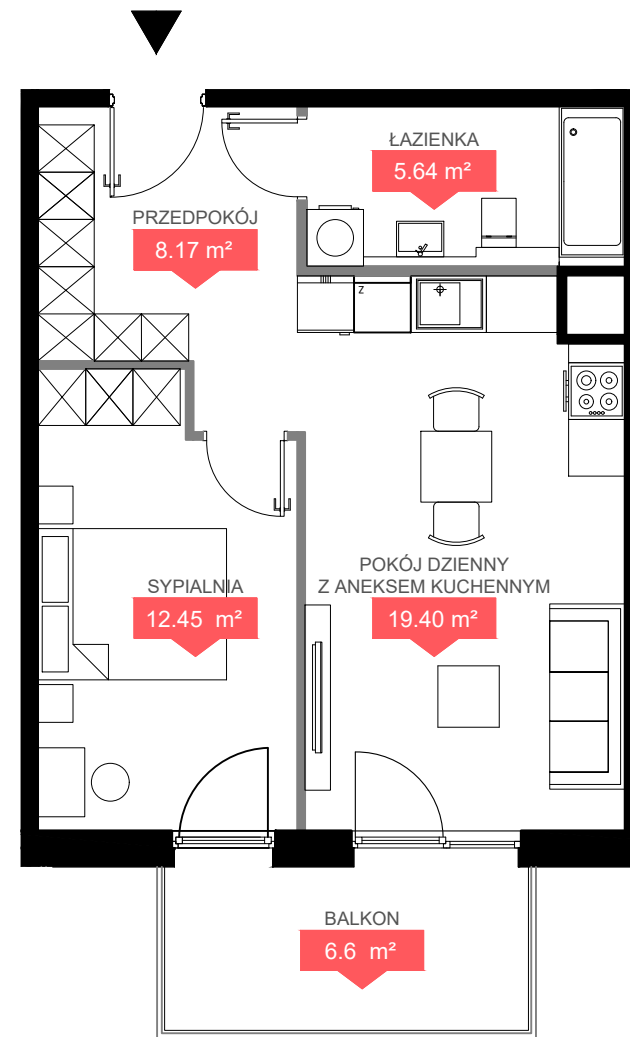 ŁAZIENKA
5.64 m²
PRZEDPOKÓJ
8.17 m²
Z
POKÓJ DZIENNY
Z ANEKSEM KUCHENNYM
19.40 m²
SYPIALNIA
12.45 m²
BALKON
6.6 m²